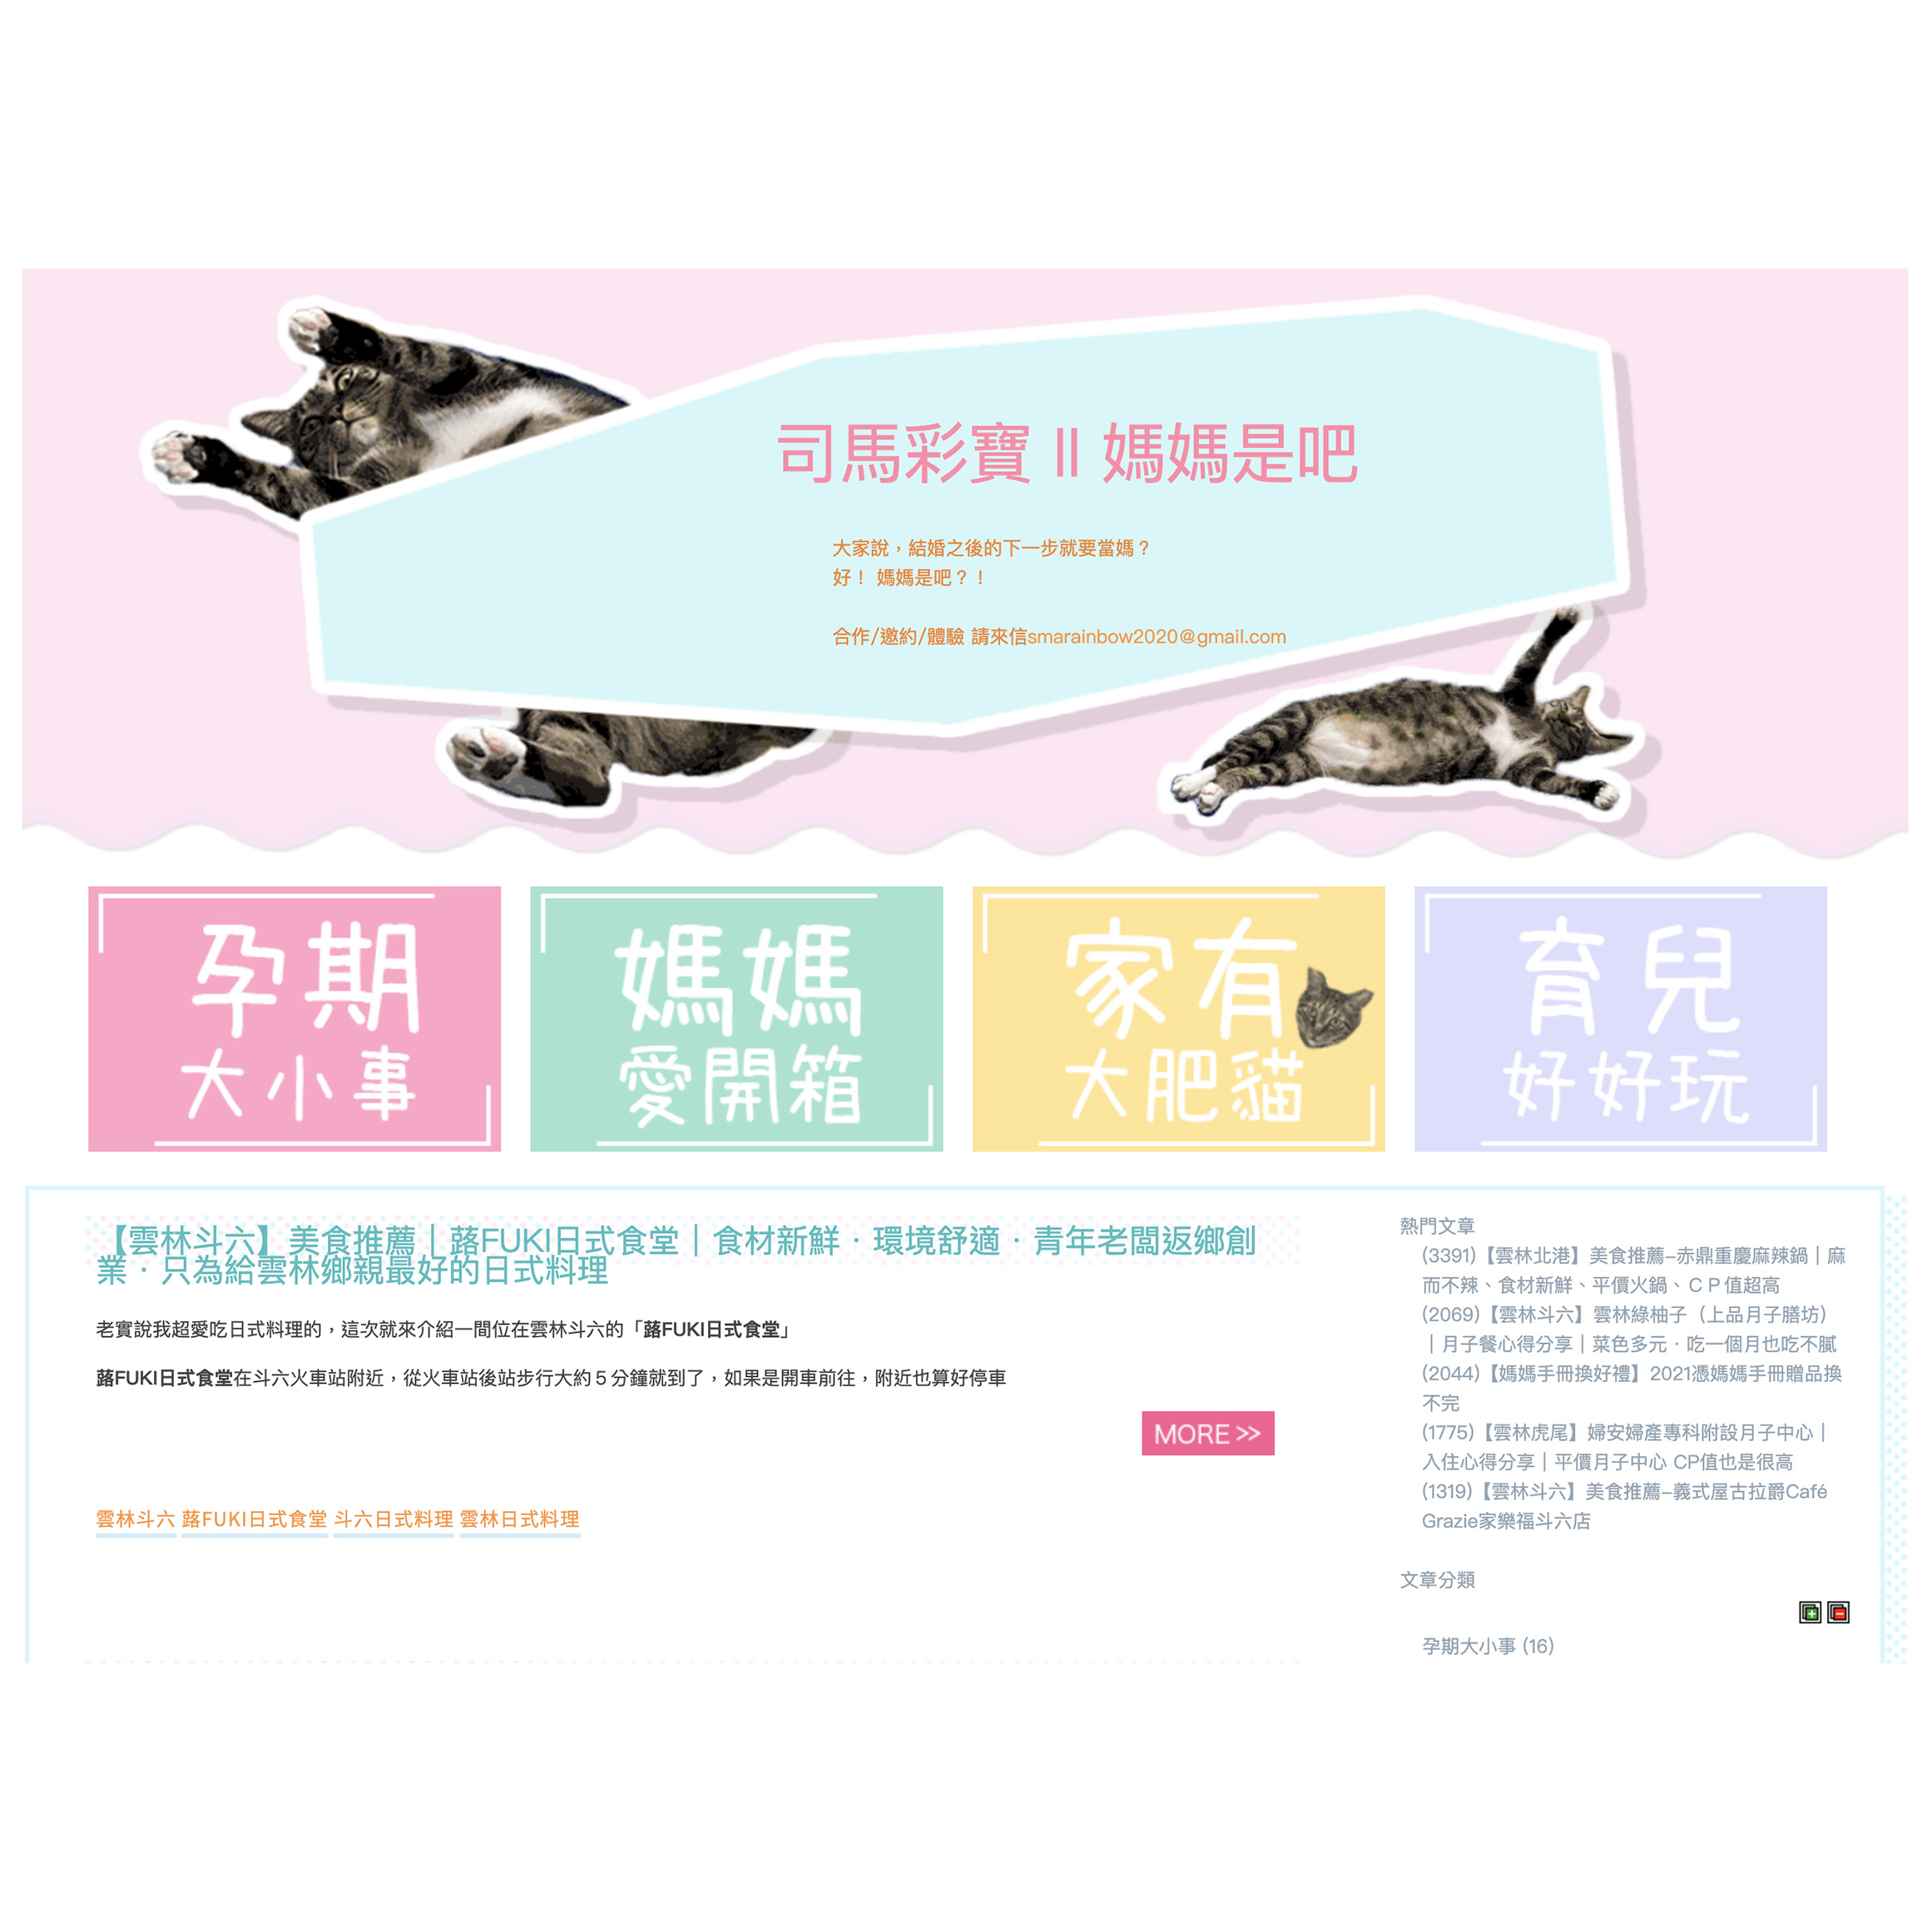 司馬彩寶 II 媽媽是吧
大家說，結婚之後的下一步就要當媽？
好！ 媽媽是吧？！
合作/邀約/體驗 請來信smarainbow2020@gmail.com
孕期
大小事
媽媽
愛開箱
家有
大肥貓
育兒
好好玩
【雲林斗六】美食推薦｜蕗FUKI日式食堂｜食材新鮮．環境舒適．青年老闆返鄉創
業．只為給雲林鄉親最好的日式料理
老實說我超愛吃日式料理的，這次就來介紹一間位在雲林斗六的「蕗FUKI日式食堂」
蕗FUKI日式食堂在斗六火車站附近，從火車站後站步行大約５分鐘就到了，如果是開車前往，附近也算好停車
MORE >>
雲林斗六 蕗FUKI日式食堂 斗六日式料理 雲林日式料理
熱門文章
(3391)【雲林北港】美食推薦–赤鼎重慶麻辣鍋｜麻
而不辣、食材新鮮、平價火鍋、ＣＰ值超高
(2069)【雲林斗六】雲林綠柚子（上品月子膳坊）
｜月子餐心得分享｜菜色多元．吃一個月也吃不膩
(2044)【媽媽手冊換好禮】2021憑媽媽手冊贈品換
不完
(1775)【雲林虎尾】婦安婦產專科附設月子中心｜
入住心得分享｜平價月子中心 CP值也是很高
(1319)【雲林斗六】美食推薦–義式屋古拉爵Café
Grazie家樂福斗六店
文章分類
孕期大小事 (16)